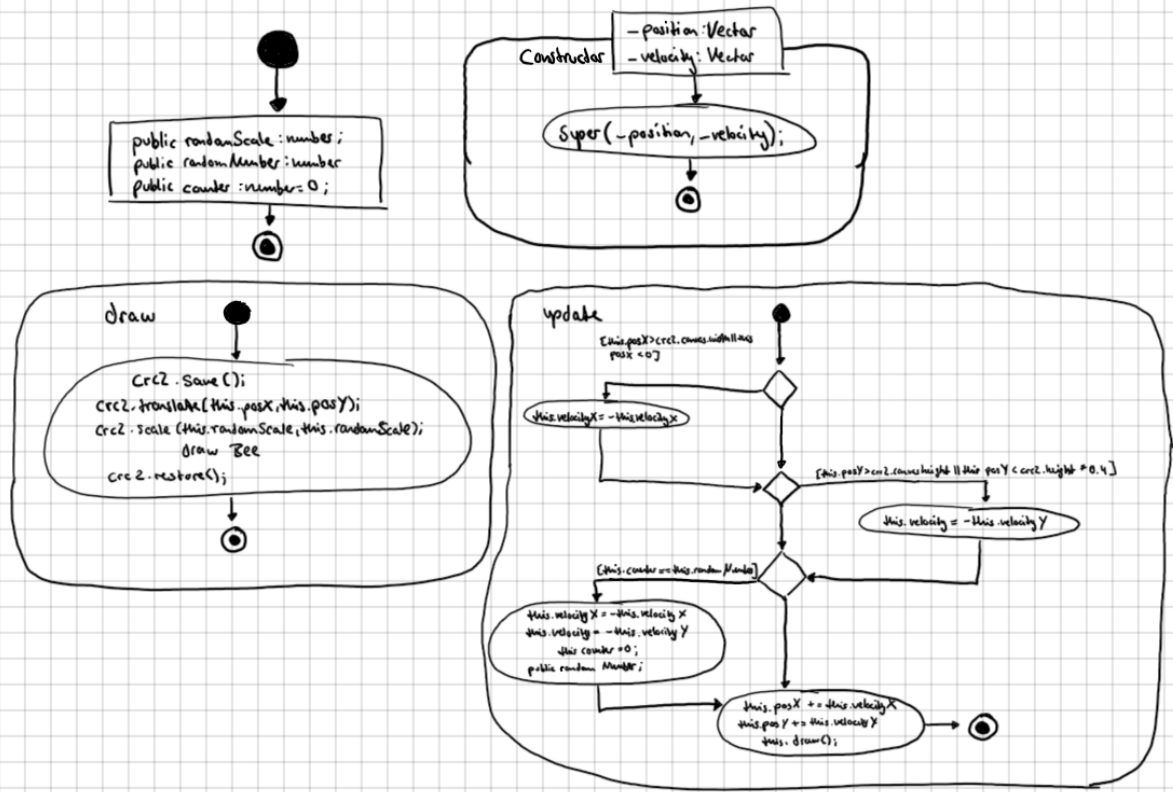 public randomScale : number;
public randomNumber : number
public counter : number = 0;
Constructor
_position : Vector
_velocity : Vector
Super(_position, _velocity);
draw
crc2.save();
crc2.translate(this.posX, this.posY);
crc2.scale(this.randomScale, this.randomScale);
draw Bee
crc2.restore();
update
[this.posX > crc2.canvas.width || this
posX < 0]
this.velocityX = -this.velocityX
[this.posY > crc2.canvas.height || this posY < crc2.height * 0.4]
this.velocity = -this.velocityY
[this.counter == this.randomNumber]
this.velocityX = -this.velocityX
this.velocity = -this.velocityY
this counter = 0;
public random Number;
this.posX += this.velocityX
this.posY += this.velocityY
this.draw();